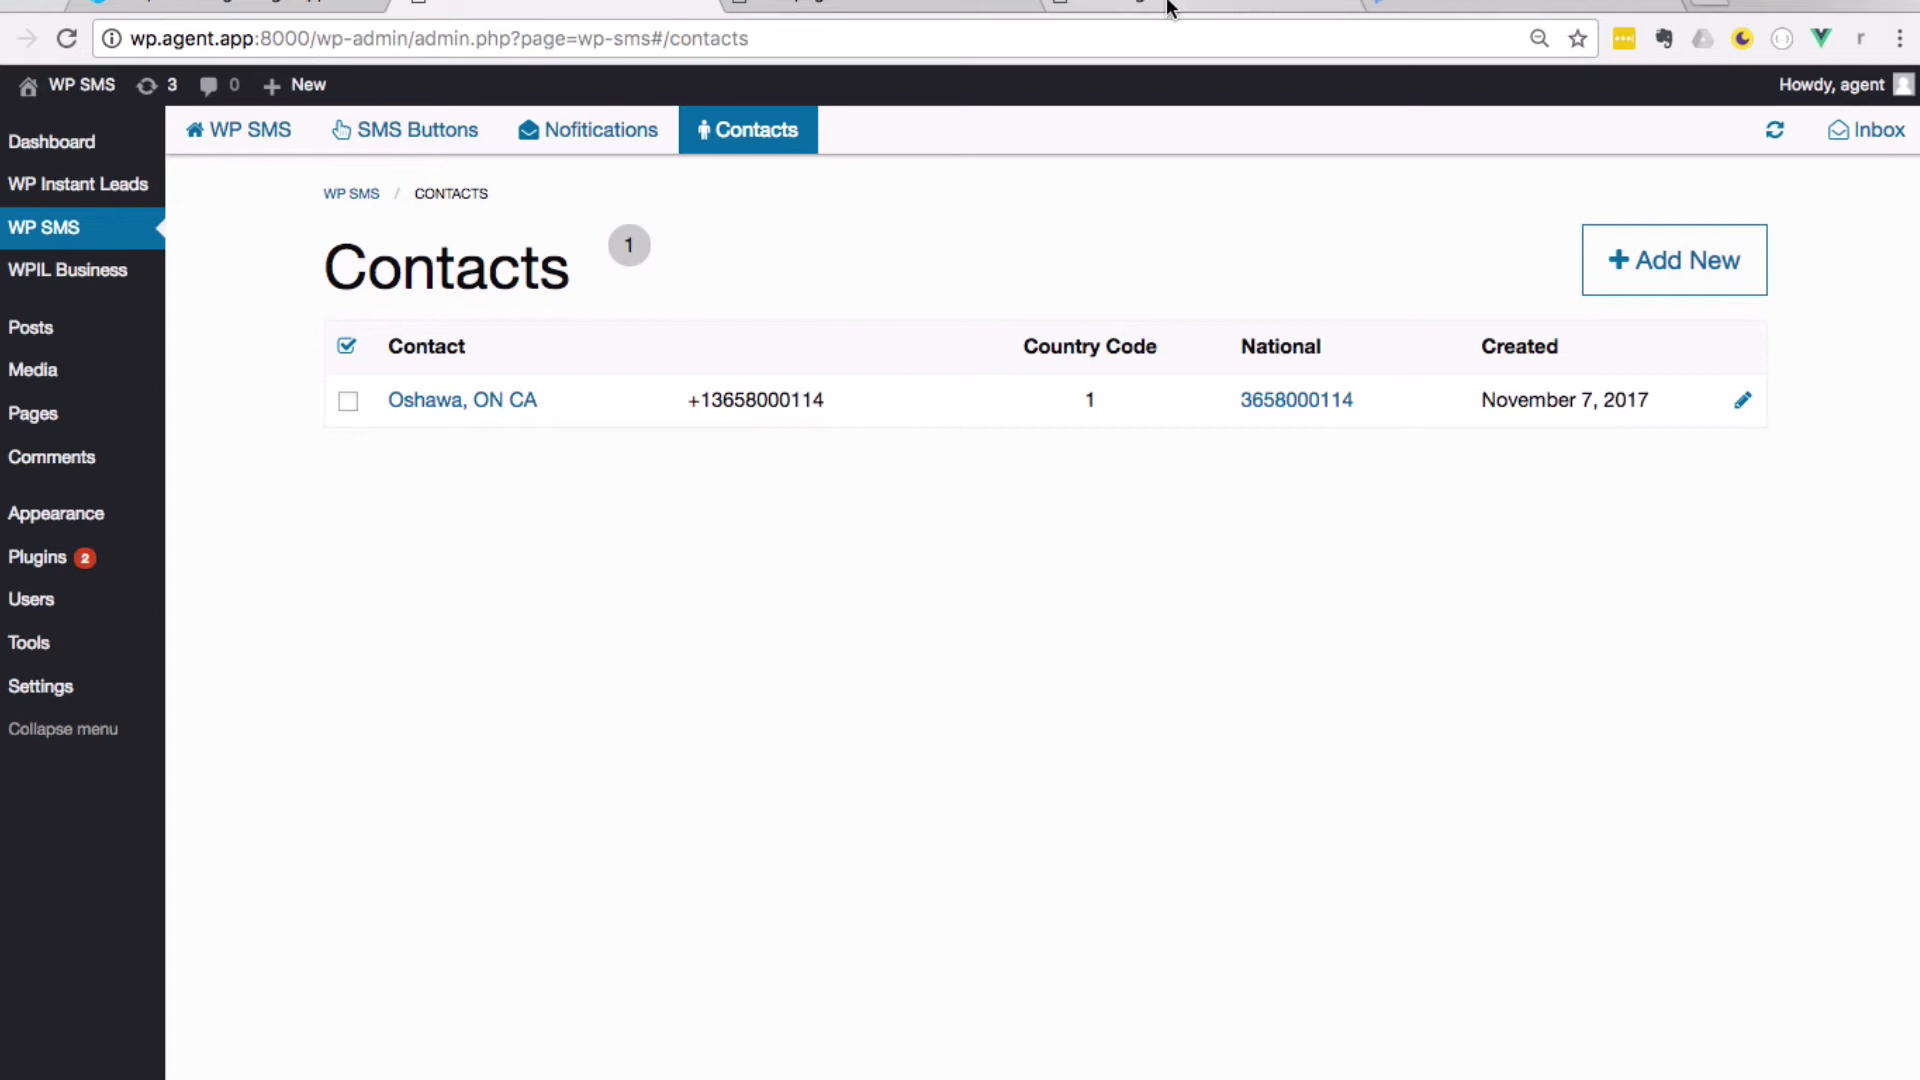 wp.agent.app:8000/wp-admin/admin.php?page=wp-sms#/contacts
WP SMS 3 0 + New Howdy, agent
WP SMS SMS Buttons Nofitications Contacts Inbox
Dashboard
WP Instant Leads
WP SMS
WPIL Business
Posts
Media
Pages
Comments
Appearance
Plugins 2
Users
Tools
Settings
Collapse menu
WP SMS / CONTACTS
Contacts 1
+ Add New
Contact Country Code National Created
Oshawa, ON CA +13658000114 1 3658000114 November 7, 2017